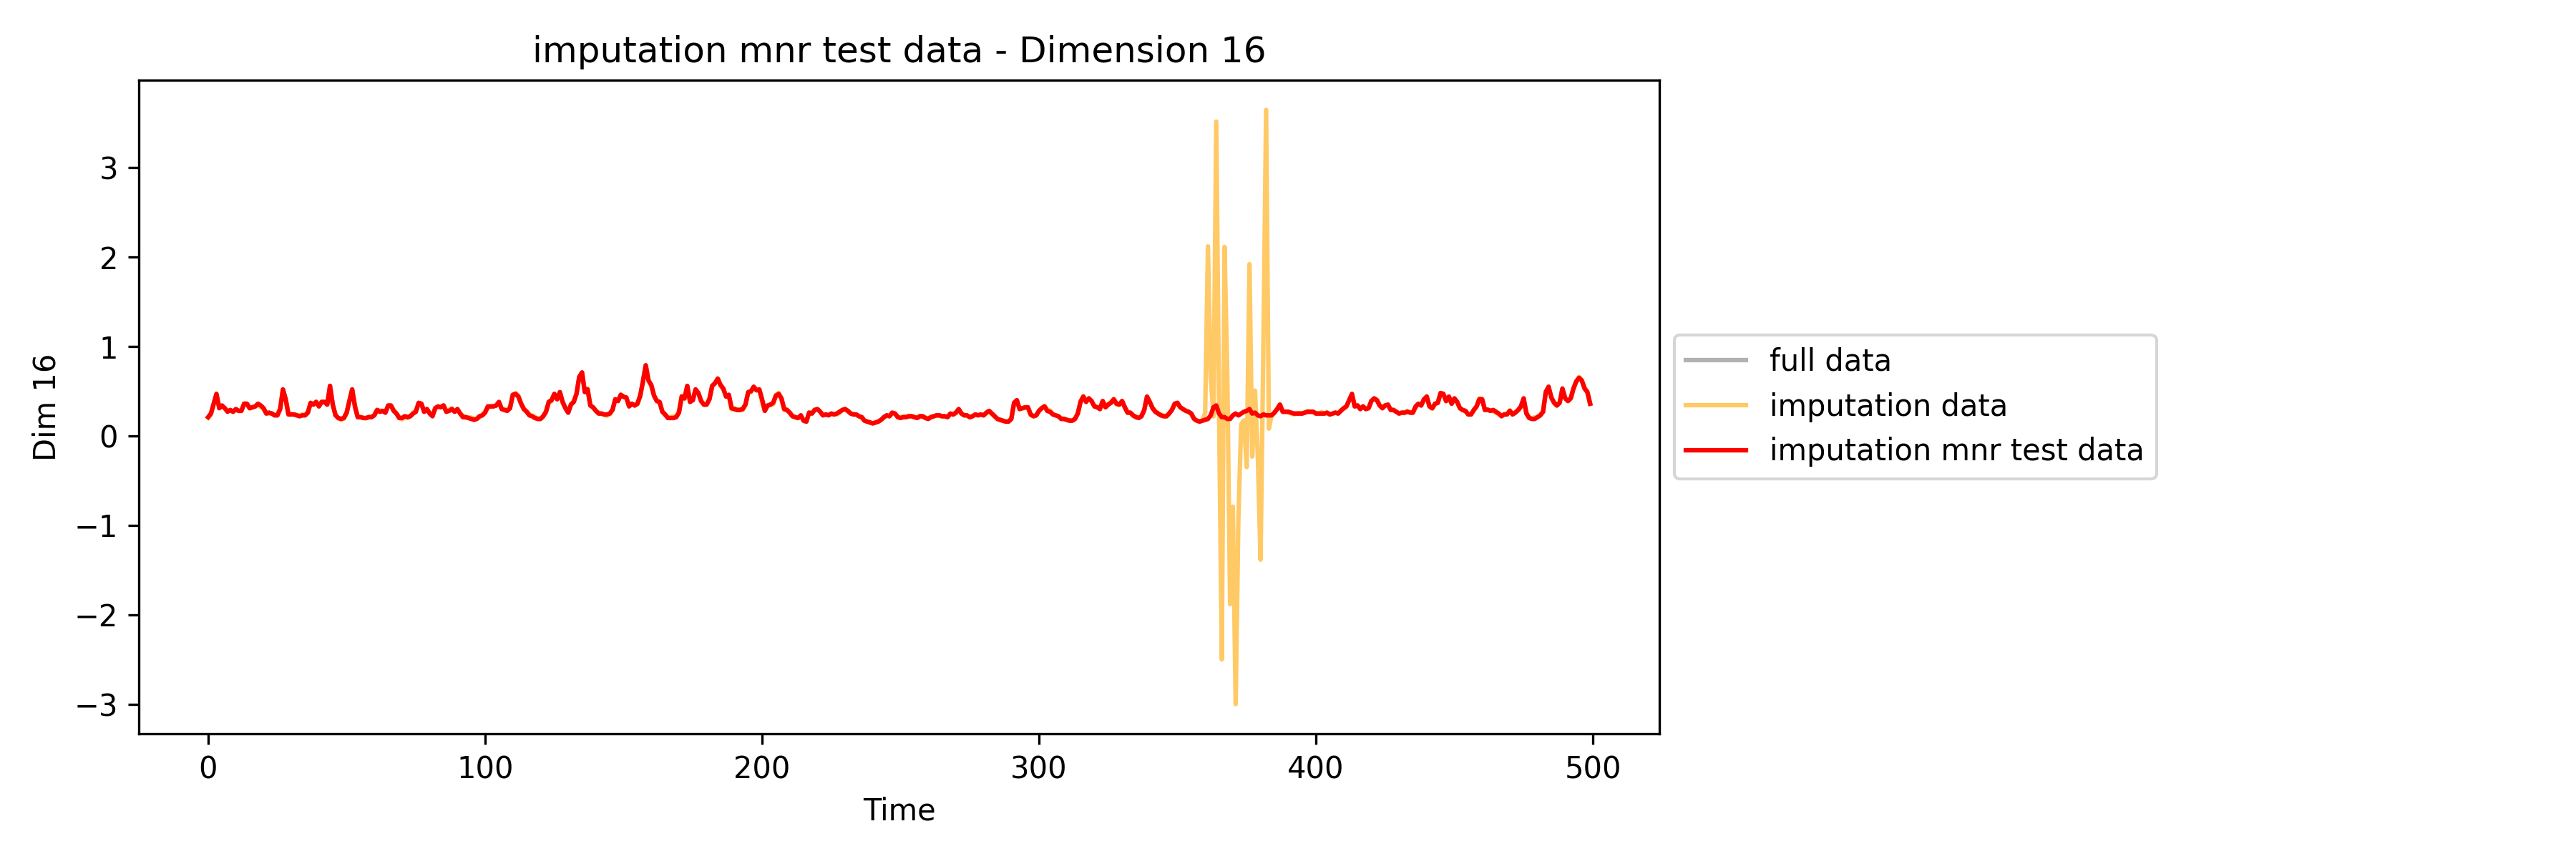 imputation mnr test data - Dimension 16
Dim 16
3
2
1
0
−1
−2
−3
0 100 200 300 400 500
Time
full data
imputation data
imputation mnr test data